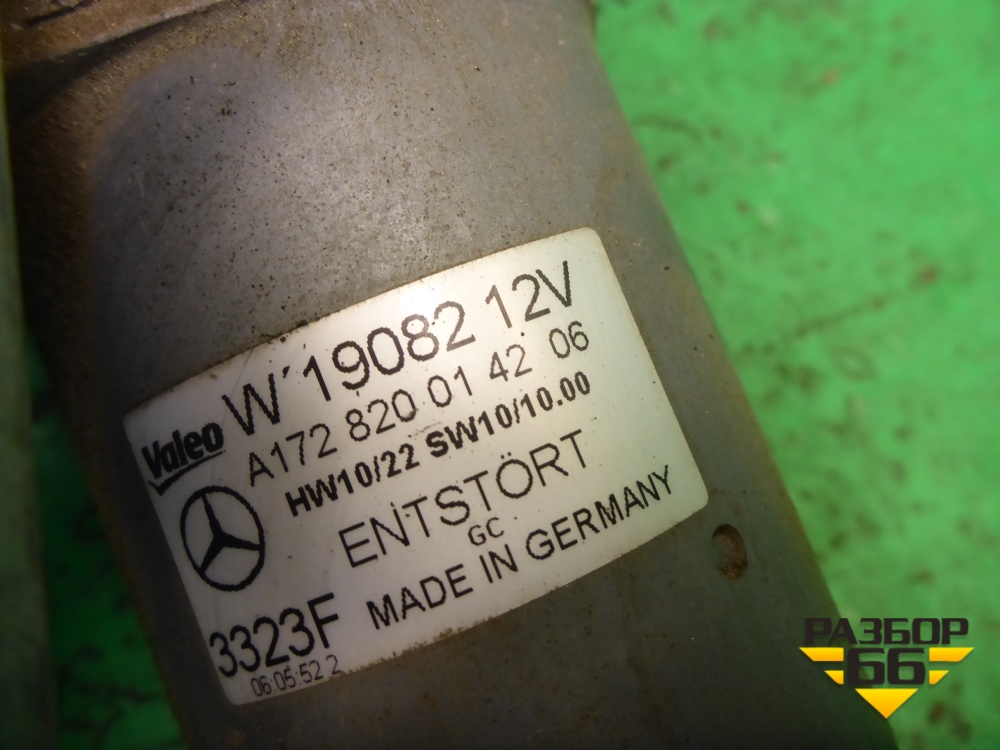 W 19082 12V
Valeo A172 820 01 42 06
HW10/22 SW10/10.00
ENTSTÖRT
GC
MADE IN GERMANY
3323F
06:05:52 2
РАЗБОР
66